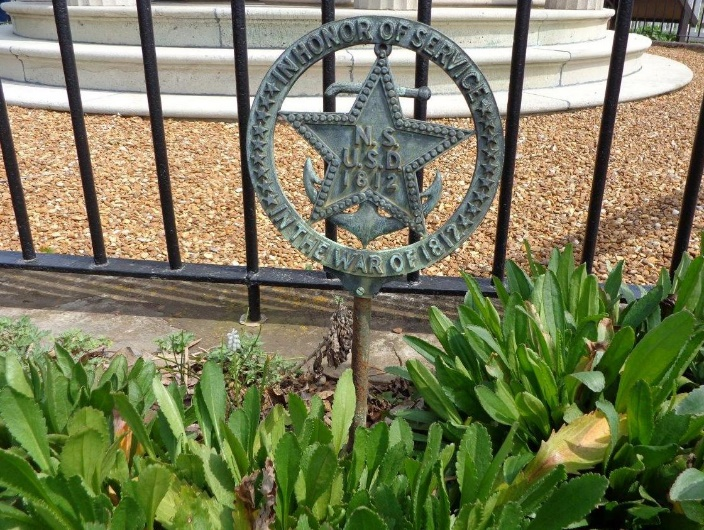 IN HONOR OF SERVICE
N.S.
U.S.D.
1812
IN THE WAR OF 1812